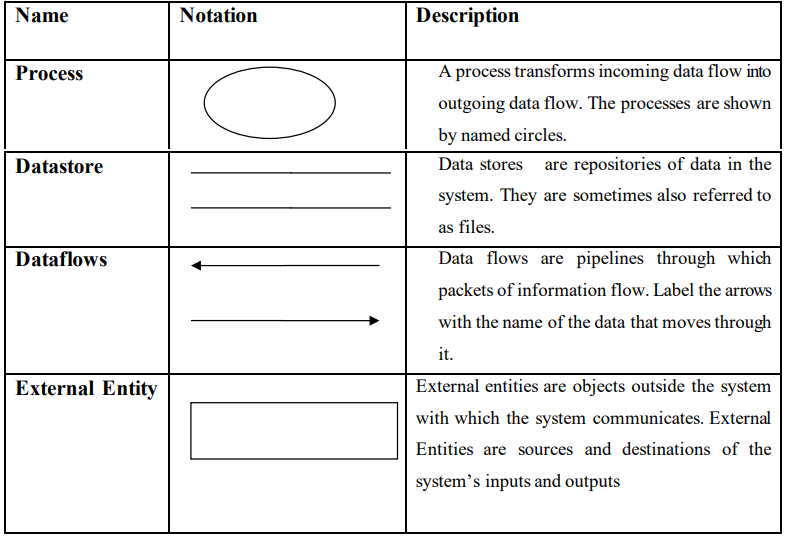 Name Notation Description
Process
A process transforms incoming data flow into
outgoing data flow. The processes are shown
by named circles.
Datastore
Data stores are repositories of data in the
system. They are sometimes also referred to
as files.
Dataflows
Data flows are pipelines through which
packets of information flow. Label the arrows
with the name of the data that moves through
it.
External Entity
External entities are objects outside the system
with which the system communicates. External
Entities are sources and destinations of the
system's inputs and outputs